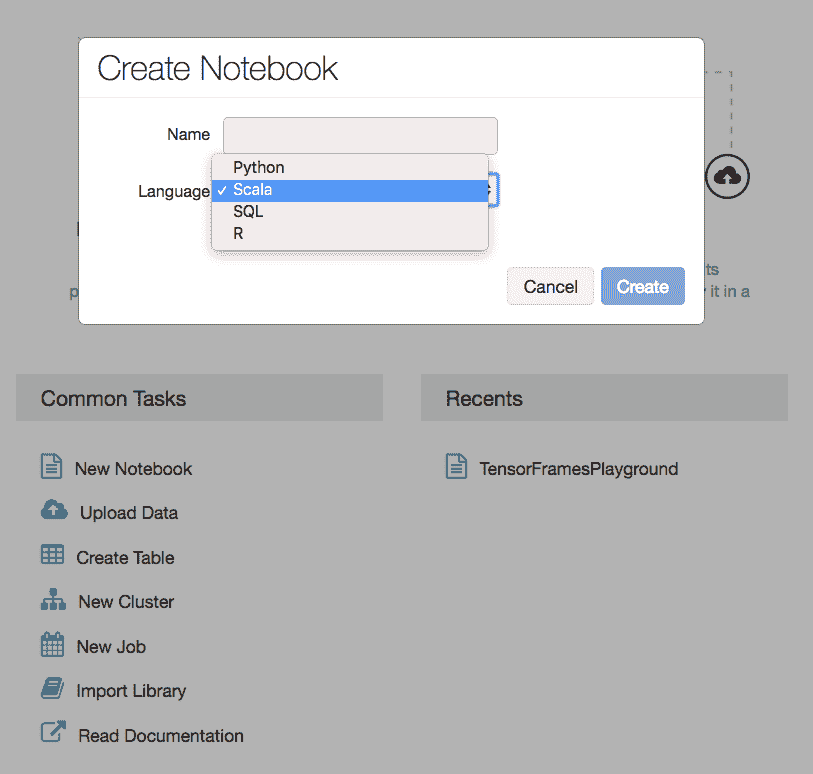 Create Notebook
Name
Python
Language
✓ Scala
SQL
R
Cancel
Create
ts
p
it in a
Common Tasks
New Notebook
Upload Data
Create Table
New Cluster
New Job
Import Library
Read Documentation
Recents
TensorFramesPlayground